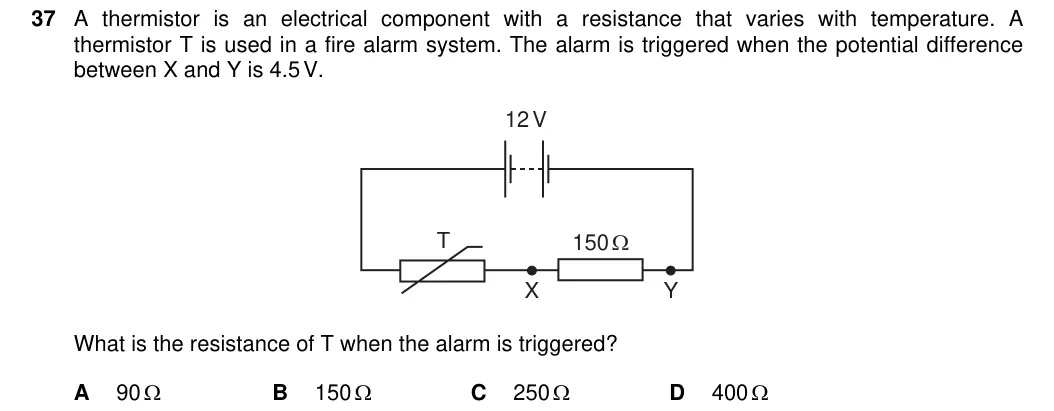 37 A thermistor is an electrical component with a resistance that varies with temperature. A
thermistor T is used in a fire alarm system. The alarm is triggered when the potential difference
between X and Y is 4.5 V.
12 V
T
150 Ω
X
Y
What is the resistance of T when the alarm is triggered?
A 90 Ω B 150 Ω C 250 Ω D 400 Ω